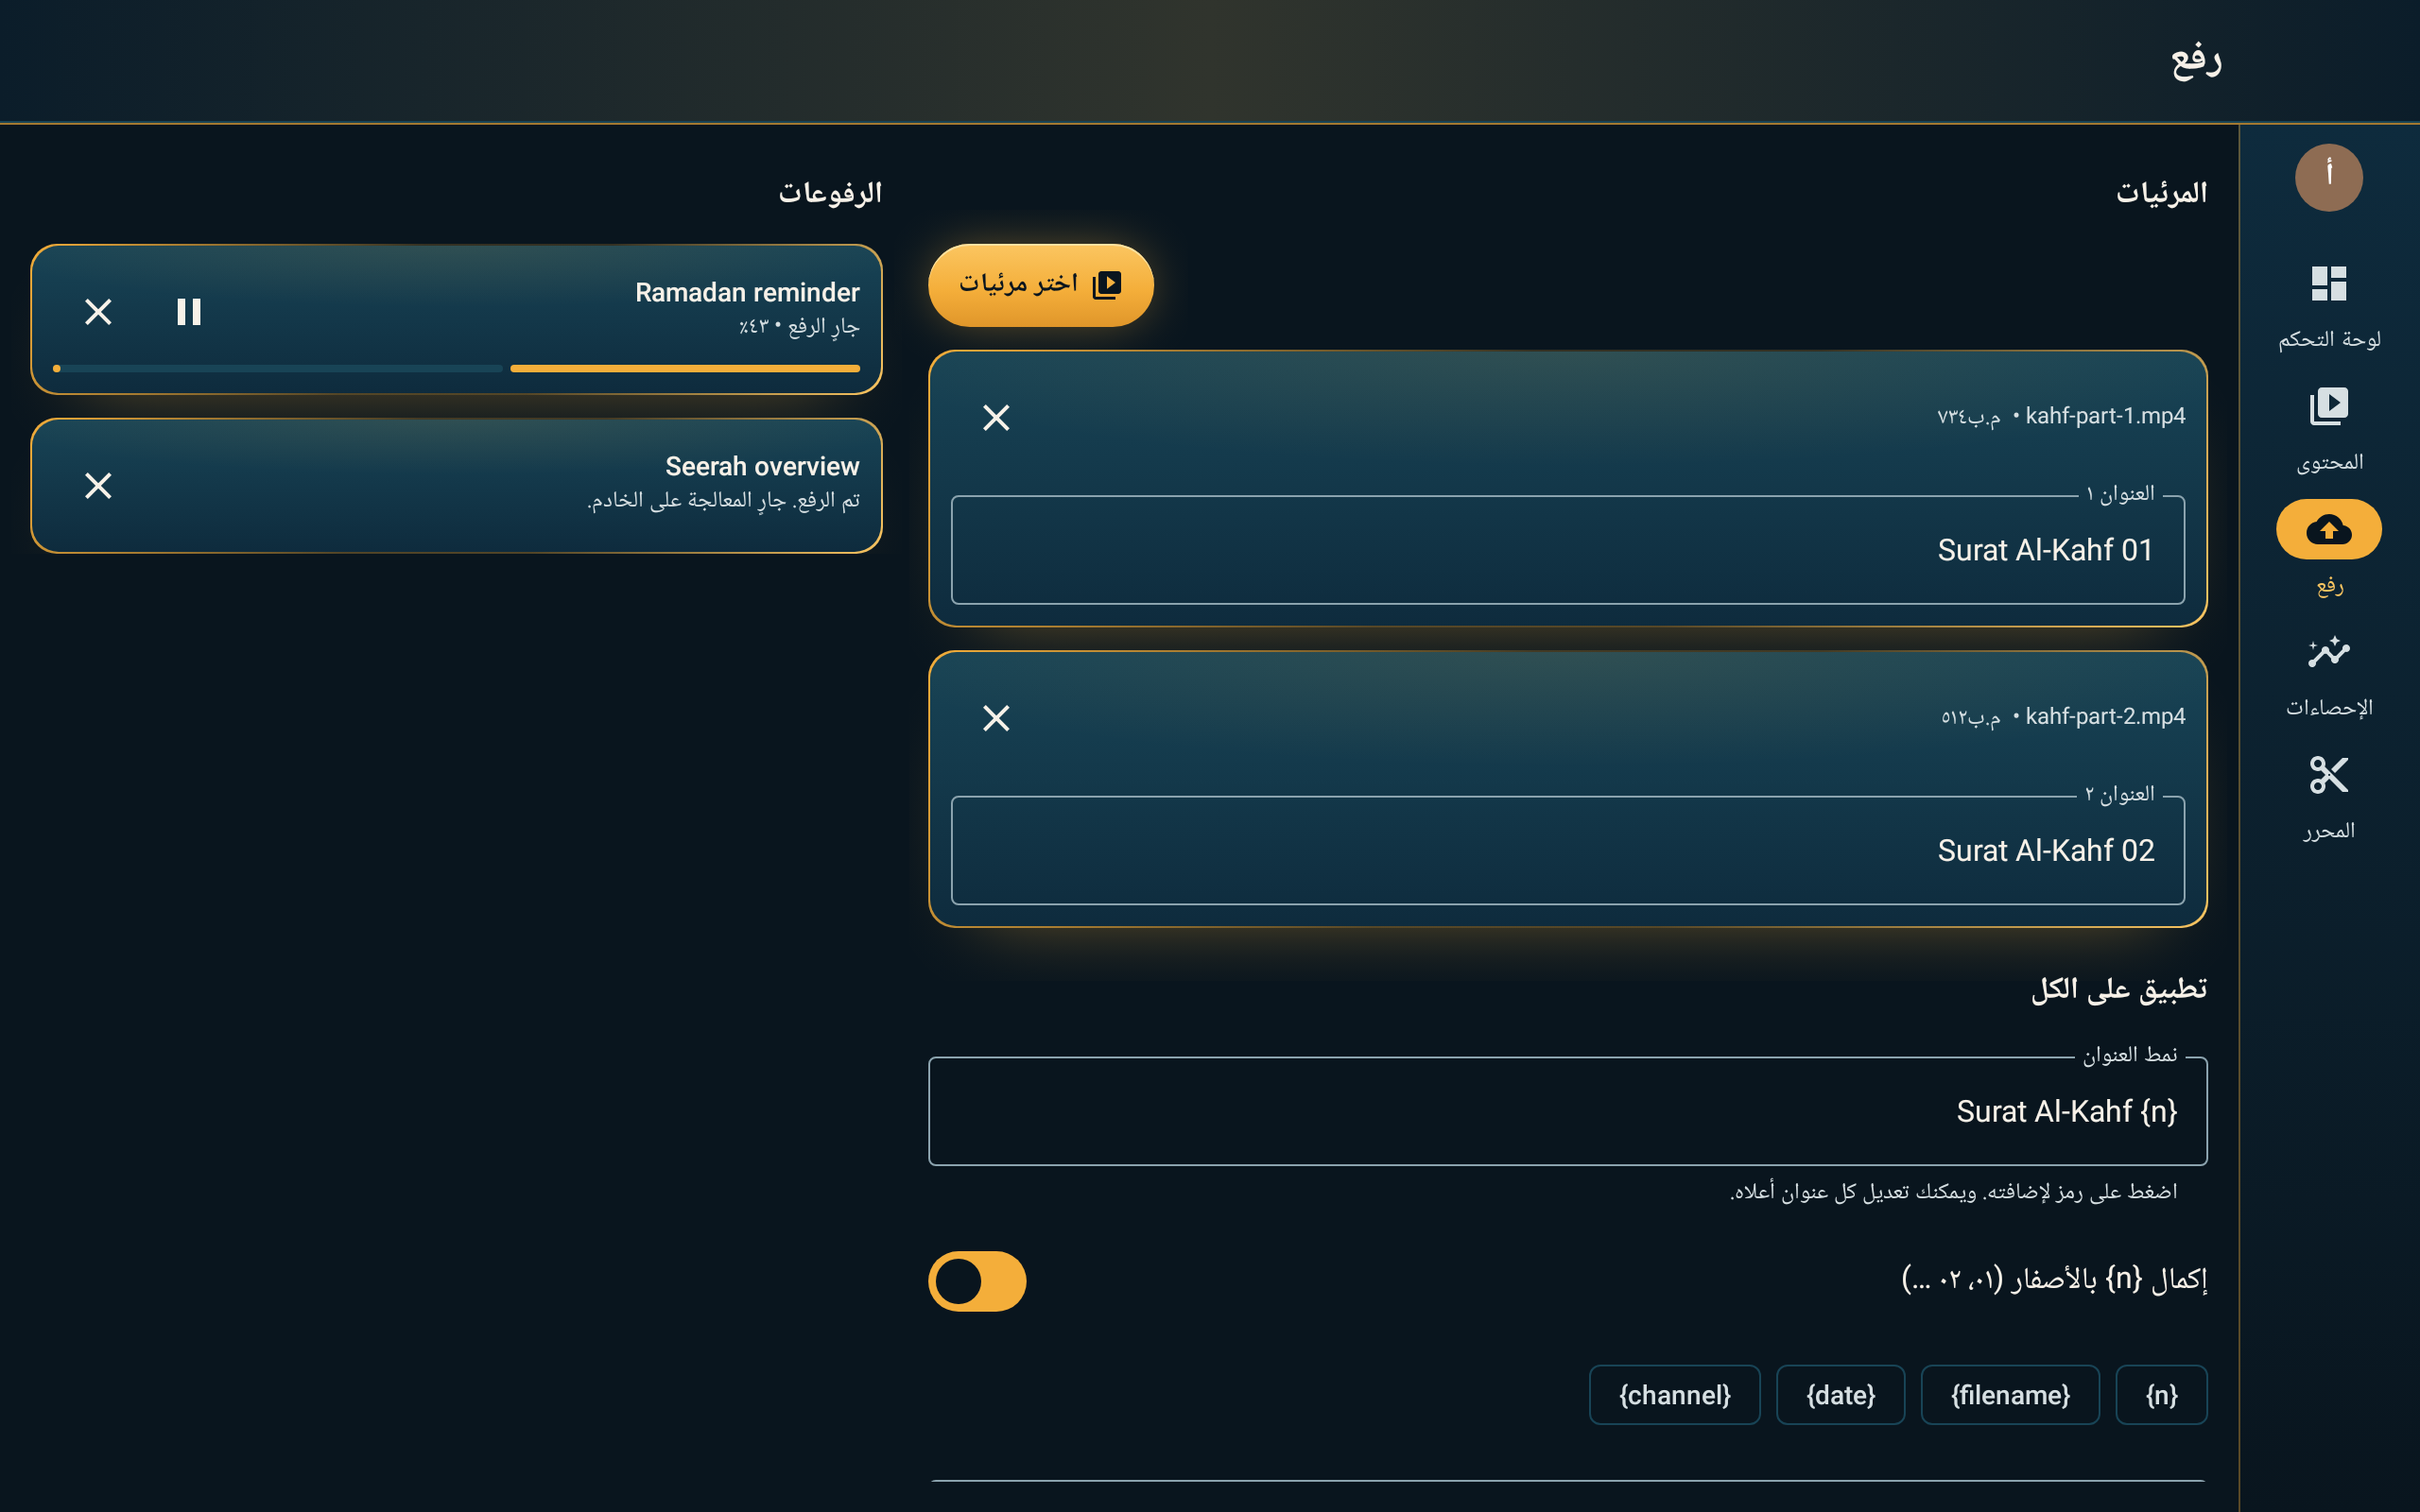 رفع
أ
لوحة التحكم
المحتوى
رفع
الإحصاءات
المحرر
المرئيات
اختر مرئيات
kahf-part-1.mp4 • ٧٣٤م.ب
العنوان ١
Surat Al-Kahf 01
kahf-part-2.mp4 • ٥١٢م.ب
العنوان ٢
Surat Al-Kahf 02
تطبيق على الكل
نمط العنوان
Surat Al-Kahf {n}
اضغط على رمز لإضافته. ويمكنك تعديل كل عنوان أعلاه.
إكمال {n} بالأصفار (٠١، ٠٢ ...)
{n}
{filename}
{date}
{channel}
الرفوعات
Ramadan reminder
جارٍ الرفع • ٤٣٪
Seerah overview
تم الرفع. جارٍ المعالجة على الخادم.